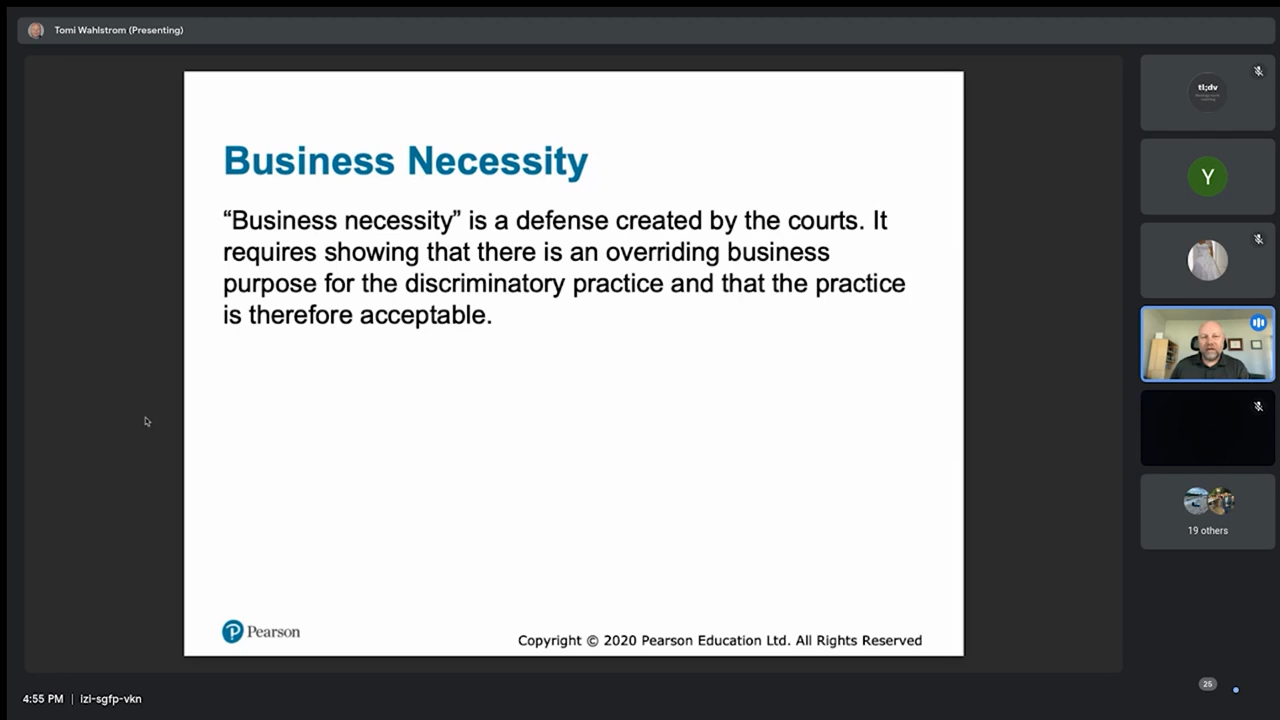 Tomi Wahlstrom (Presenting)
Business Necessity
“Business necessity” is a defense created by the courts. It
requires showing that there is an overriding business
purpose for the discriminatory practice and that the practice
is therefore acceptable.
Pearson
Copyright © 2020 Pearson Education Ltd. All Rights Reserved
tl;dv
Y
19 others
4:55 PM | izi-sgfp-vkn
25